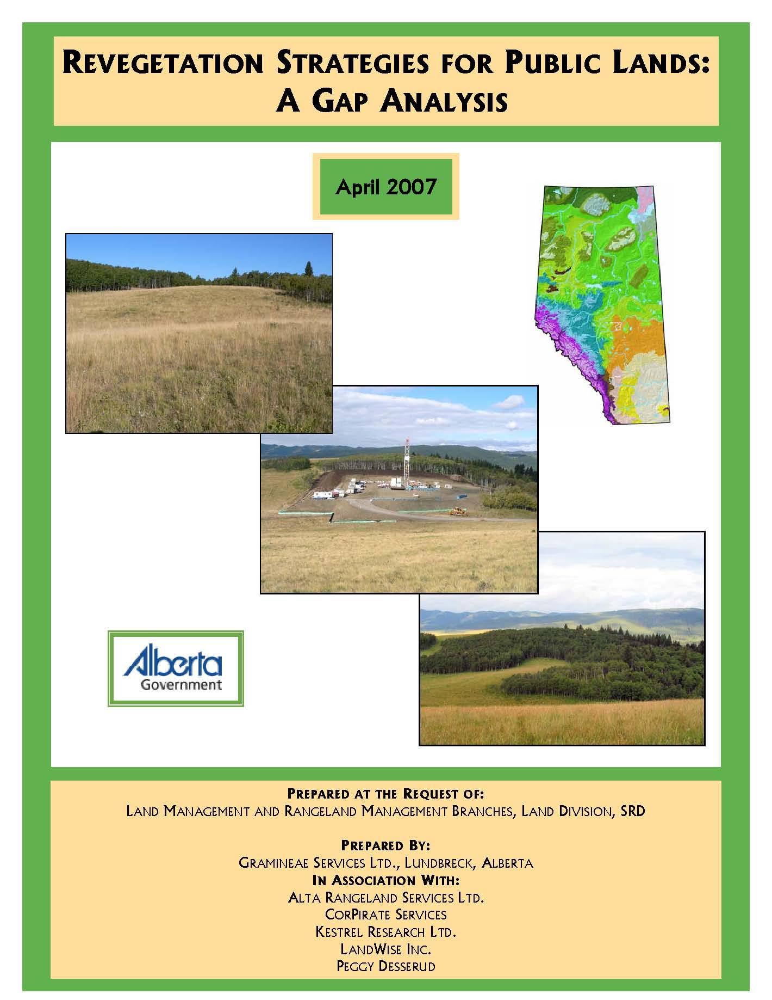 REVEGETATION STRATEGIES FOR PUBLIC LANDS:
A GAP ANALYSIS
April 2007
Alberta
Government
PREPARED AT THE REQUEST OF:
LAND MANAGEMENT AND RANGELAND MANAGEMENT BRANCHES, LAND DIVISION, SRD
PREPARED BY:
GRAMINEAE SERVICES LTD., LUNDBRECK, ALBERTA
IN ASSOCIATION WITH:
ALTA RANGELAND SERVICES LTD.
CORPIRATE SERVICES
KESTREL RESEARCH LTD.
LANDWISE INC.
PEGGY DESSERUD